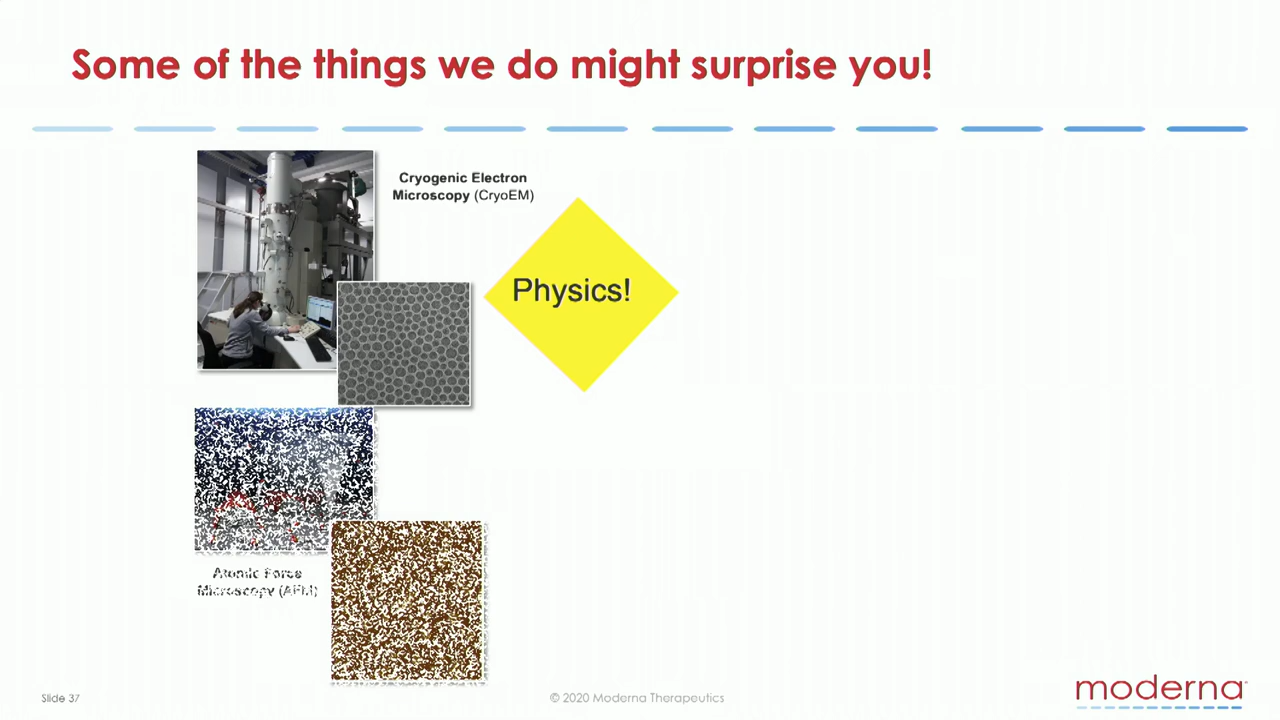 Some of the things we do might surprise you!
Cryogenic Electron
Microscopy (CryoEM)
Physics!
Atomic Force
Microscopy (AFM)
Slide 37
© 2020 Moderna Therapeutics
moderna